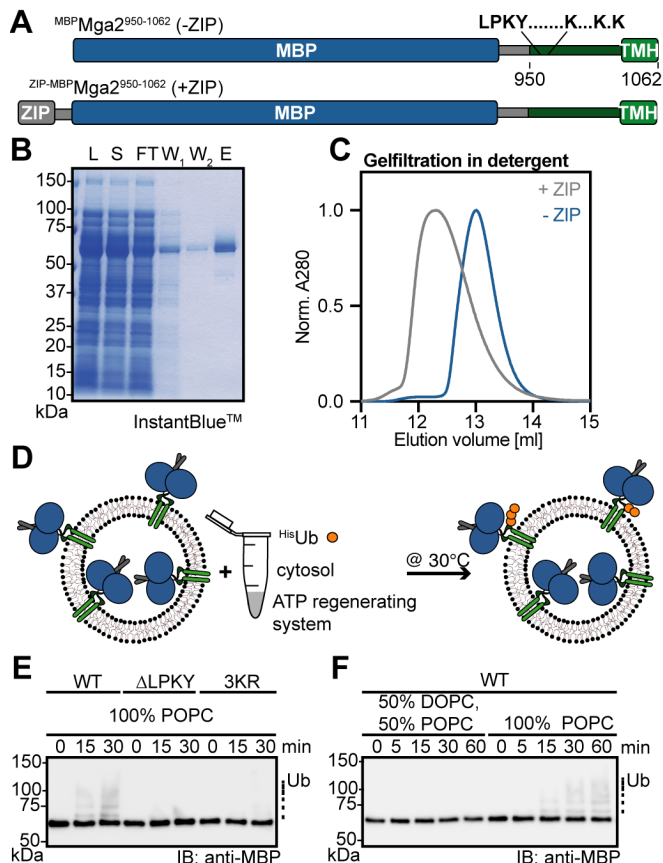 A
MBPMga2950-1062 (-ZIP)
LPKY.......K...K.K
MBP
TMH
950
1062
ZIP-MBPMga2950-1062 (+ZIP)
ZIP
MBP
TMH
B
L S FT W1 W2 E
150
100
75
50
37
25
20
15
10
kDa
InstantBlue™
C
Gelfiltration in detergent
+ ZIP
- ZIP
Norm. A280
1.0
0.5
0.0
11 12 13 14 15
Elution volume [ml]
D
+
HisUb
cytosol
ATP regenerating
system
@ 30°C
E
WT ΔLPKY 3KR
100% POPC
0 15 30 0 15 30 0 15 30 min
150
100
75
50
kDa
Ub
IB: anti-MBP
F
WT
50% DOPC,
50% POPC
100% POPC
0 5 15 30 60 0 5 15 30 60 min
150
100
75
50
kDa
Ub
IB: anti-MBP